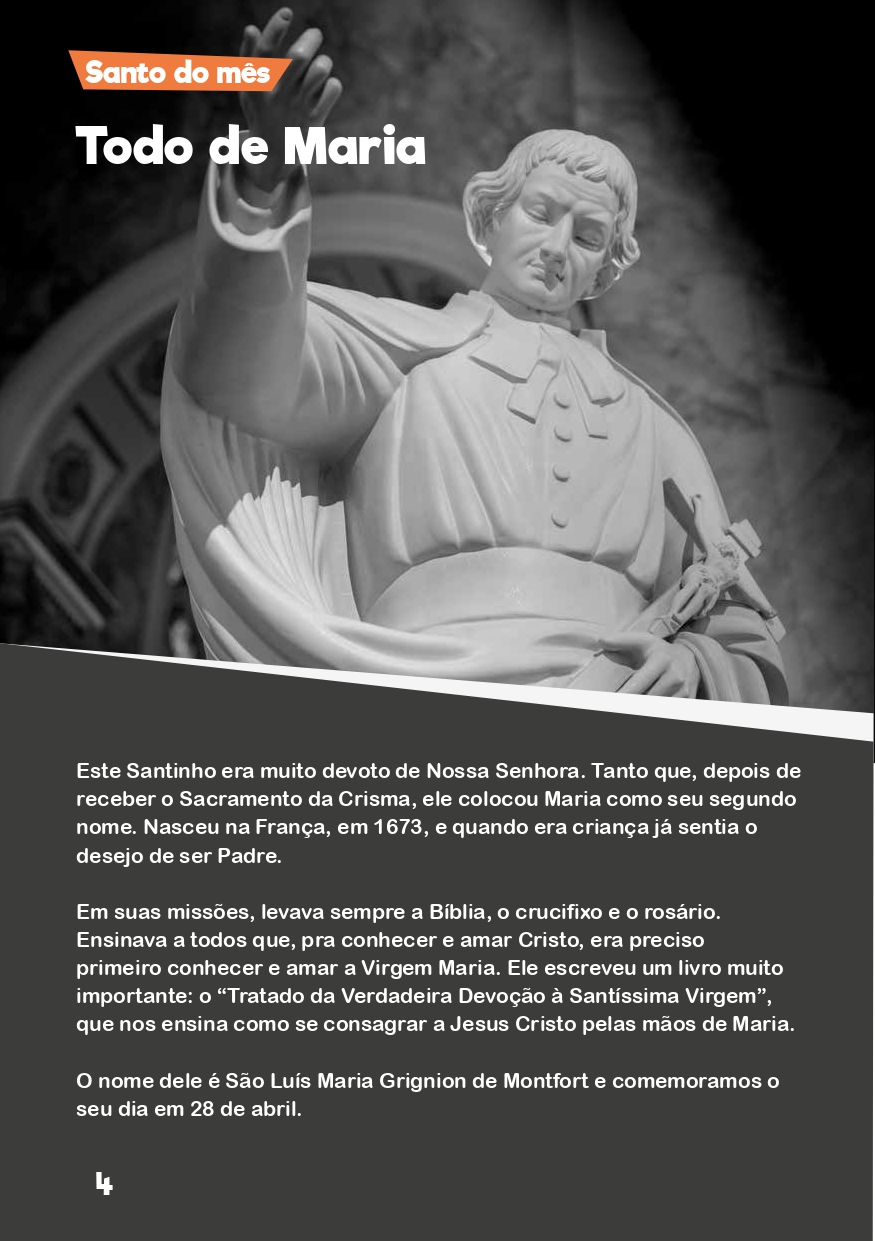 Santo do mês
Todo de Maria
Este Santinho era muito devoto de Nossa Senhora. Tanto que, depois de
receber o Sacramento da Crisma, ele colocou Maria como seu segundo
nome. Nasceu na França, em 1673, e quando era criança já sentia o
desejo de ser Padre.
Em suas missões, levava sempre a Bíblia, o crucifixo e o rosário.
Ensinava a todos que, pra conhecer e amar Cristo, era preciso
primeiro conhecer e amar a Virgem Maria. Ele escreveu um livro muito
importante: o “Tratado da Verdadeira Devoção à Santíssima Virgem”,
que nos ensina como se consagrar a Jesus Cristo pelas mãos de Maria.
O nome dele é São Luís Maria Grignion de Montfort e comemoramos o
seu dia em 28 de abril.
4